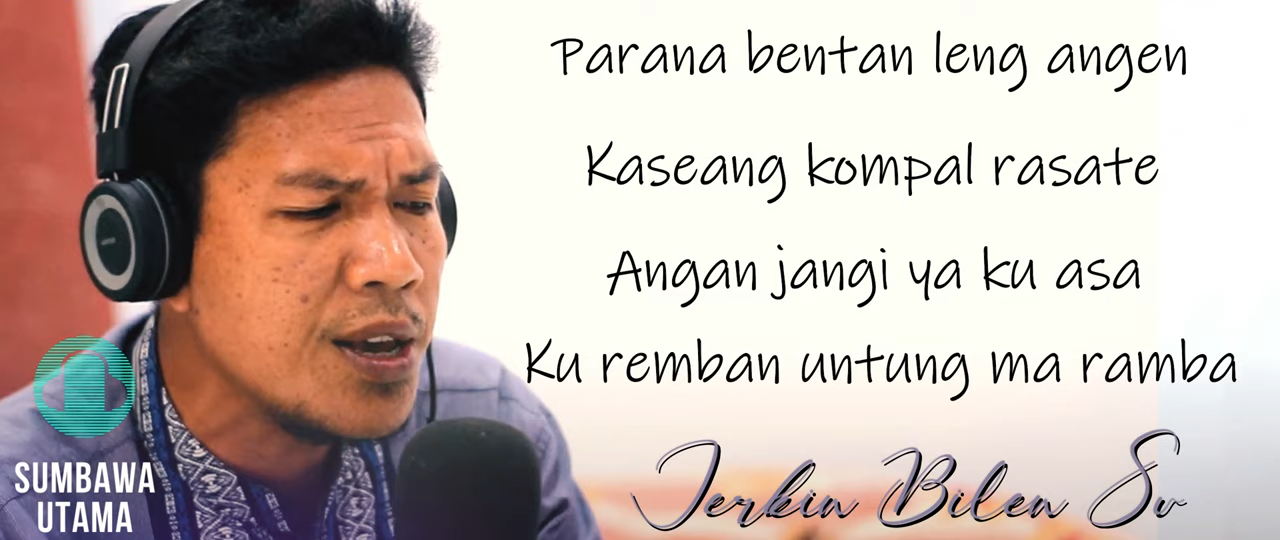 Parana bentan leng angen
Kaseang kompal rasate
Angan jangi ya ku asa
Ku remban untung ma ramba
Jerkin Bilen Sv
SUMBAWA
UTAMA